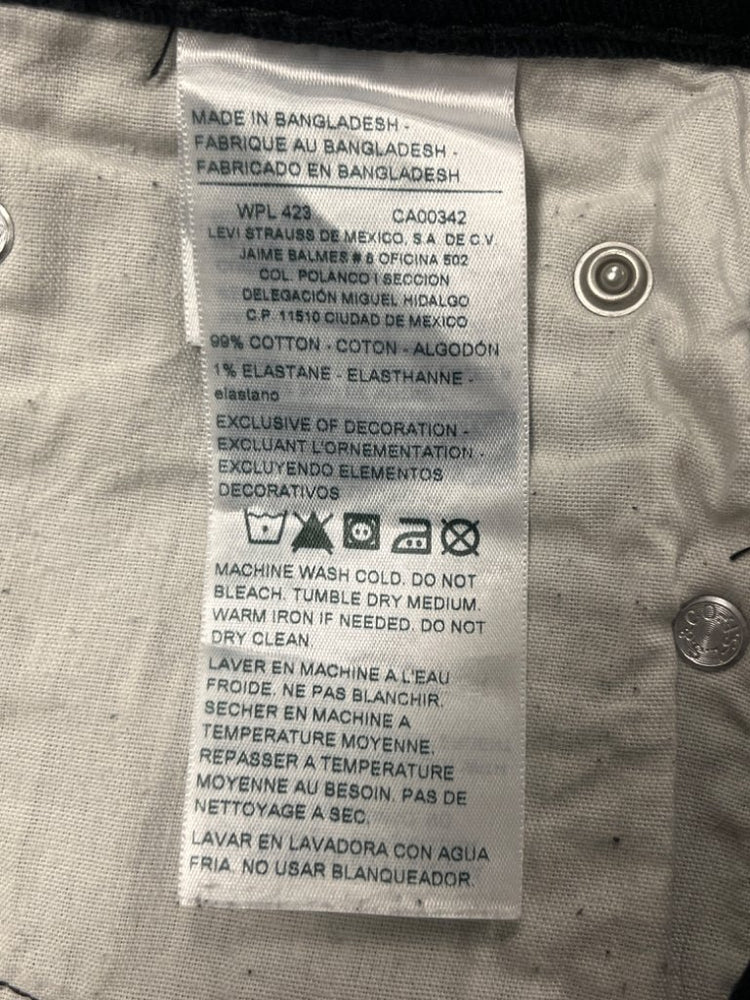 MADE IN BANGLADESH -
FABRIQUE AU BANGLADESH -
FABRICADO EN BANGLADESH
WPL 423 CA00342
LEVI STRAUSS DE MEXICO, S.A. DE C.V.
JAIME BALMES # 8 OFICINA 502
COL. POLANCO I SECCION
DELEGACIÓN MIGUEL HIDALGO
C.P. 11510 CIUDAD DE MEXICO
99% COTTON - COTON - ALGODÓN
1% ELASTANE - ELASTHANNE -
elastano
EXCLUSIVE OF DECORATION -
EXCLUANT L'ORNEMENTATION -
EXCLUYENDO ELEMENTOS
DECORATIVOS
MACHINE WASH COLD. DO NOT
BLEACH. TUMBLE DRY MEDIUM.
WARM IRON IF NEEDED. DO NOT
DRY CLEAN.
LAVER EN MACHINE A L'EAU
FROIDE. NE PAS BLANCHIR.
SECHER EN MACHINE A
TEMPERATURE MOYENNE.
REPASSER A TEMPERATURE
MOYENNE AU BESOIN. PAS DE
NETTOYAGE A SEC.
LAVAR EN LAVADORA CON AGUA
FRIA. NO USAR BLANQUEADOR.